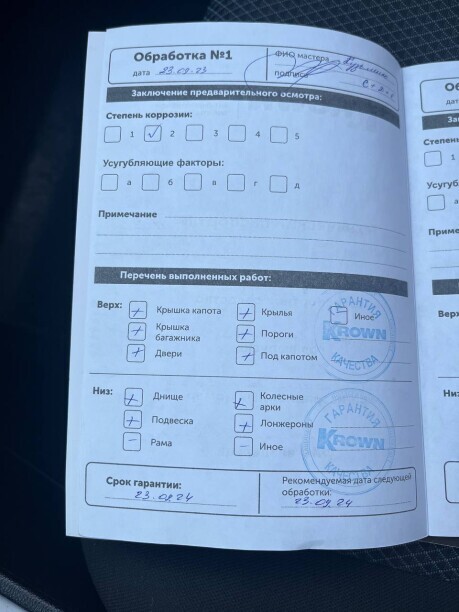 Обработка №1
дата 23.09.23
ФИО мастера
подпись
Заключение предварительного осмотра:
Степень коррозии:
1 2 3 4 5
Усугубляющие факторы:
а б в г д
Примечание
Перечень выполненных работ:
Верх:
Крышка капота
Крылья
Иное
Крышка
багажника
Пороги
Двери
Под капотом
ГАРАНТИЯ
KROWN
КАЧЕСТВА
Низ:
Днище
Колесные
арки
Подвеска
Лонжероны
Рама
Иное
ГАРАНТИЯ
KROWN
КАЧЕСТВА
Срок гарантии:
23.09.24
Рекомендуемая дата следующей
обработки:
23.09.24
Степень
1
а
Низ: